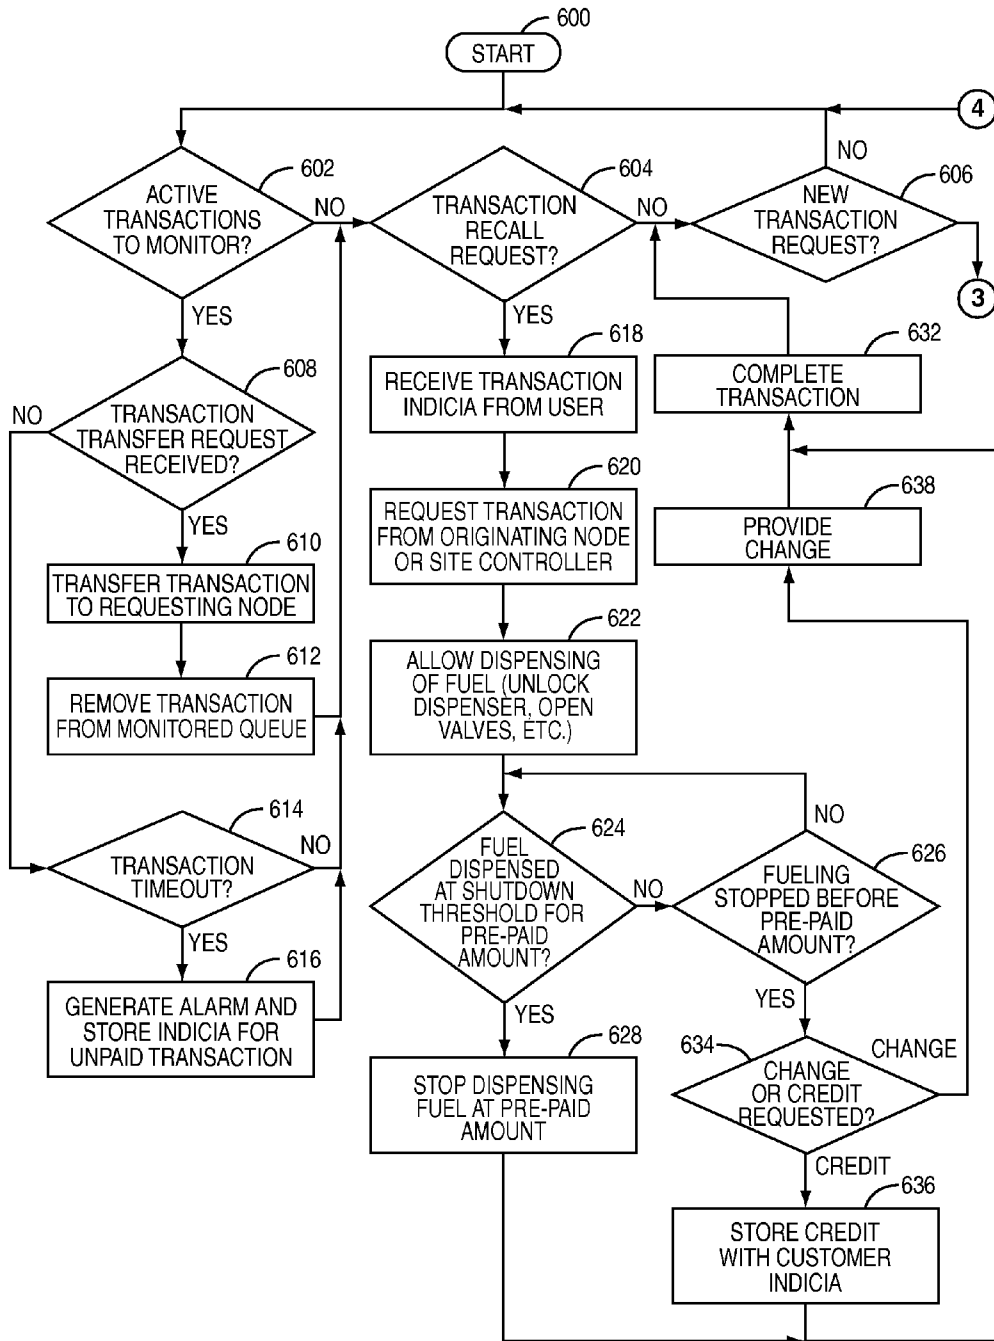 600
START
4
602
ACTIVE
TRANSACTIONS
TO MONITOR?
NO
YES
604
TRANSACTION
RECALL
REQUEST?
NO
YES
606
NEW
TRANSACTION
REQUEST?
NO
3
608
TRANSACTION
TRANSFER REQUEST
RECEIVED?
NO
YES
610
TRANSFER TRANSACTION
TO REQUESTING NODE
612
REMOVE TRANSACTION
FROM MONITORED QUEUE
614
TRANSACTION
TIMEOUT?
NO
YES
616
GENERATE ALARM AND
STORE INDICIA FOR
UNPAID TRANSACTION
618
RECEIVE TRANSACTION
INDICIA FROM USER
620
REQUEST TRANSACTION
FROM ORIGINATING NODE
OR SITE CONTROLLER
622
ALLOW DISPENSING
OF FUEL (UNLOCK
DISPENSER, OPEN
VALVES, ETC.)
624
FUEL
DISPENSED
AT SHUTDOWN
THRESHOLD FOR
PRE-PAID
AMOUNT?
NO
YES
626
FUELING
STOPPED BEFORE
PRE-PAID
AMOUNT?
NO
YES
628
STOP DISPENSING
FUEL AT PRE-PAID
AMOUNT
632
COMPLETE
TRANSACTION
638
PROVIDE
CHANGE
634
CHANGE
OR CREDIT
REQUESTED?
CHANGE
CREDIT
636
STORE CREDIT
WITH CUSTOMER
INDICIA